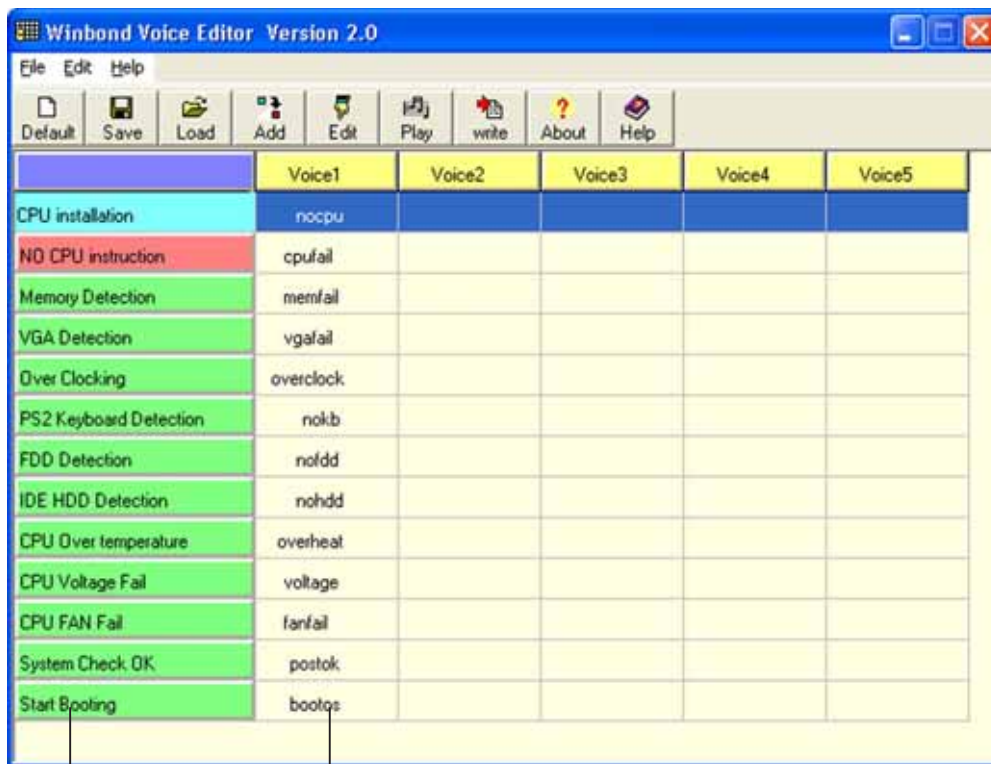 Winbond Voice Editor Version 2.0
File Edit Help
Default Save Load Add Edit Play write About Help
Voice1 Voice2 Voice3 Voice4 Voice5
CPU installation nocpu
NO CPU instruction cpufail
Memory Detection memfail
VGA Detection vgafail
Over Clocking overclock
PS2 Keyboard Detection nokb
FDD Detection nofdd
IDE HDD Detection nohdd
CPU Over temperature overheat
CPU Voltage Fail voltage
CPU FAN Fail fanfail
System Check OK postok
Start Booting bootos